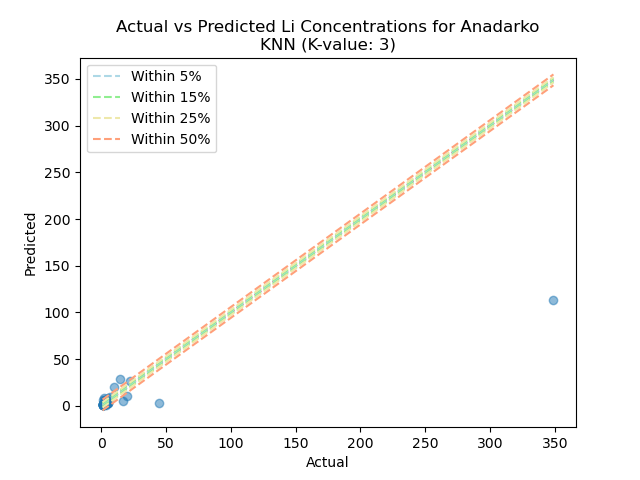 Actual vs Predicted Li Concentrations for Anadarko
KNN (K-value: 3)
Within 5%
Within 15%
Within 25%
Within 50%
350
300
250
200
150
100
50
0
Predicted
0 50 100 150 200 250 300 350
Actual